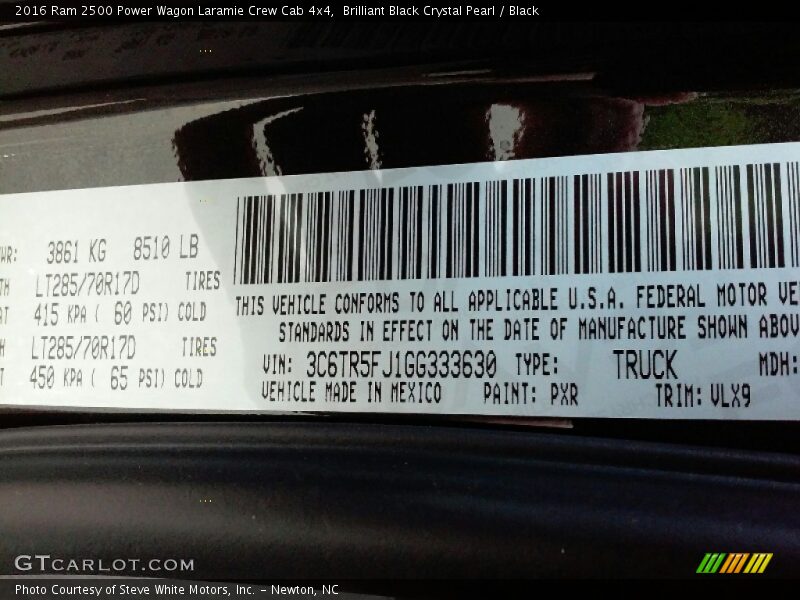 2016 Ram 2500 Power Wagon Laramie Crew Cab 4x4,  Brilliant Black Crystal Pearl / Black
3861 KG 8510 LB
LT285/70R17D TIRES
415 KPA ( 60 PSI) COLD
LT285/70R17D TIRES
450 KPA ( 65 PSI) COLD
THIS VEHICLE CONFORMS TO ALL APPLICABLE U.S.A. FEDERAL MOTOR
STANDARDS IN EFFECT ON THE DATE OF MANUFACTURE SHOWN
VIN: 3C6TR5FJ1GG333630 TYPE: TRUCK MDH:
VEHICLE MADE IN MEXICO PAINT: PXR TRIM: VLX9
GTCARLOT.COM
Photo Courtesy of Steve White Motors, Inc. - Newton, NC